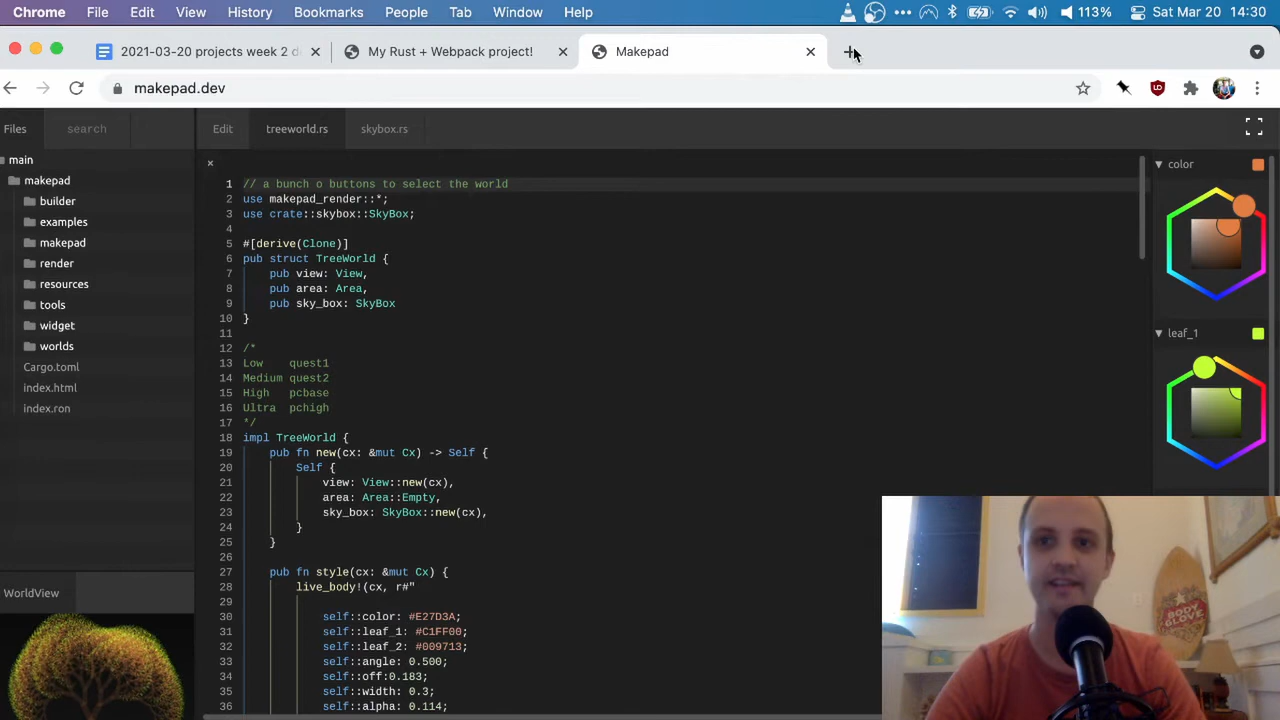 Chrome File Edit View History Bookmarks People Tab Window Help 113% Sat Mar 20 14:30
2021-03-20 projects week 2 d My Rust + Webpack project! Makepad
makepad.dev
Files search Edit treeworld.rs skybox.rs
main
makepad
builder
examples
makepad
render
resources
tools
widget
worlds
Cargo.toml
index.html
index.ron
WorldView
1 // a bunch o buttons to select the world
2 use makepad_render::*;
3 use crate::skybox::SkyBox;
4
5 #[derive(Clone)]
6 pub struct TreeWorld {
7 pub view: View,
8 pub area: Area,
9 pub sky_box: SkyBox
10 }
11
12 /*
13 Low quest1
14 Medium quest2
15 High pcbase
16 Ultra pchigh
17 */
18 impl TreeWorld {
19 pub fn new(cx: &mut Cx) -> Self {
20 Self {
21 view: View::new(cx),
22 area: Area::Empty,
23 sky_box: SkyBox::new(cx),
24 }
25 }
26
27 pub fn style(cx: &mut Cx) {
28 live_body!(cx, r#"
29
30 self::color: #E27D3A;
31 self::leaf_1: #C1FF00;
32 self::leaf_2: #009713;
33 self::angle: 0.500;
34 self::off:0.183;
35 self::width: 0.3;
36 self::alpha: 0.114;
color
leaf_1
BODY
GLOVE